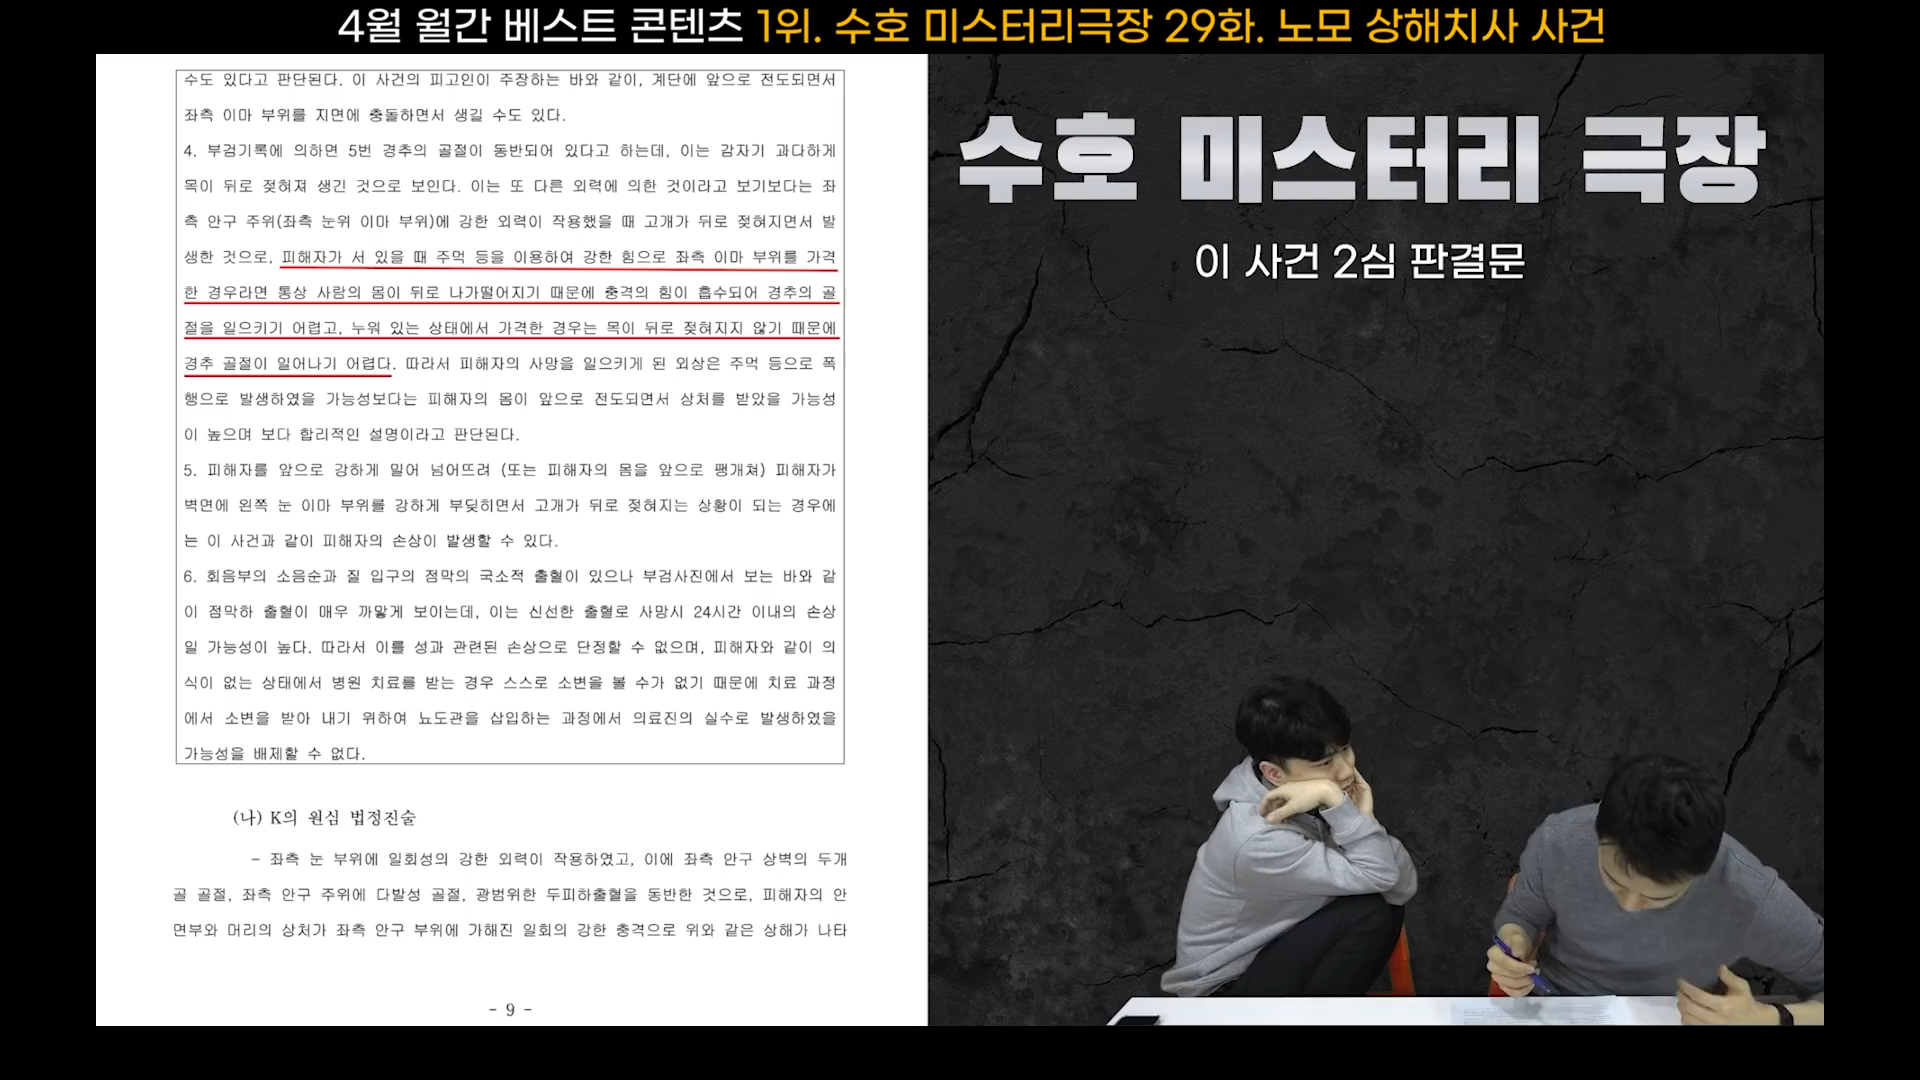 4월 월간 베스트 콘텐츠 1위. 수호 미스터리극장 29화. 노모 상해치사 사건
수도 있다고 판단된다. 이 사건의 피고인이 주장하는 바와 같이, 계단에 앞으로 전도되면서
좌측 이마 부위를 지면에 충돌하면서 생길 수도 있다.
4. 부검기록에 의하면 5번 경추의 골절이 동반되어 있다고 하는데, 이는 감자기 과다하게
목이 뒤로 젖혀져 생긴 것으로 보인다. 이는 또 다른 외력에 의한 것이라고 보기보다는 좌
측 안구 주위(좌측 눈위 이마 부위)에 강한 외력이 작용했을 때 고개가 뒤로 젖혀지면서 발
생한 것으로, 피해자가 서 있을 때 주먹 등을 이용하여 강한 힘으로 좌측 이마 부위를 가격
한 경우라면 통상 사람의 몸이 뒤로 나가떨어지기 때문에 충격의 힘이 흡수되어 경추의 골
절을 일으키기 어렵고, 누워 있는 상태에서 가격한 경우는 목이 뒤로 젖혀지지 않기 때문에
경추 골절이 일어나기 어렵다. 따라서 피해자의 사망을 일으키게 된 외상은 주먹 등으로 폭
행으로 발생하였을 가능성보다는 피해자의 몸이 앞으로 전도되면서 상처를 받았을 가능성
이 높으며 보다 합리적인 설명이라고 판단된다.
5. 피해자를 앞으로 강하게 밀어 넘어뜨려 (또는 피해자의 몸을 앞으로 팽개쳐) 피해자가
벽면에 왼쪽 눈 이마 부위를 강하게 부딪히면서 고개가 뒤로 젖혀지는 상황이 되는 경우에
는 이 사건과 같이 피해자의 손상이 발생할 수 있다.
6. 회음부의 소음순과 질 입구의 점막의 국소적 출혈이 있으나 부검사진에서 보는 바와 같
이 점막하 출혈이 매우 까맣게 보이는데, 이는 신선한 출혈로 사망시 24시간 이내의 손상
일 가능성이 높다. 따라서 이를 성과 관련된 손상으로 단정할 수 없으며, 피해자와 같이 의
식이 없는 상태에서 병원 치료를 받는 경우 스스로 소변을 볼 수가 없기 때문에 치료 과정
에서 소변을 받아 내기 위하여 뇨도관을 삽입하는 과정에서 의료진의 실수로 발생하였을
가능성을 배제할 수 없다.
(나) K의 원심 법정진술
- 좌측 눈 부위에 일회성의 강한 외력이 작용하였고, 이에 좌측 안구 상벽의 두개
골 골절, 좌측 안구 주위에 다발성 골절, 광범위한 두피하출혈을 동반한 것으로, 피해자의 안
면부와 머리의 상처가 좌측 안구 부위에 가해진 일회의 강한 충격으로 위와 같은 상해가 나타
- 9 -
수호 미스터리 극장
이 사건 2심 판결문